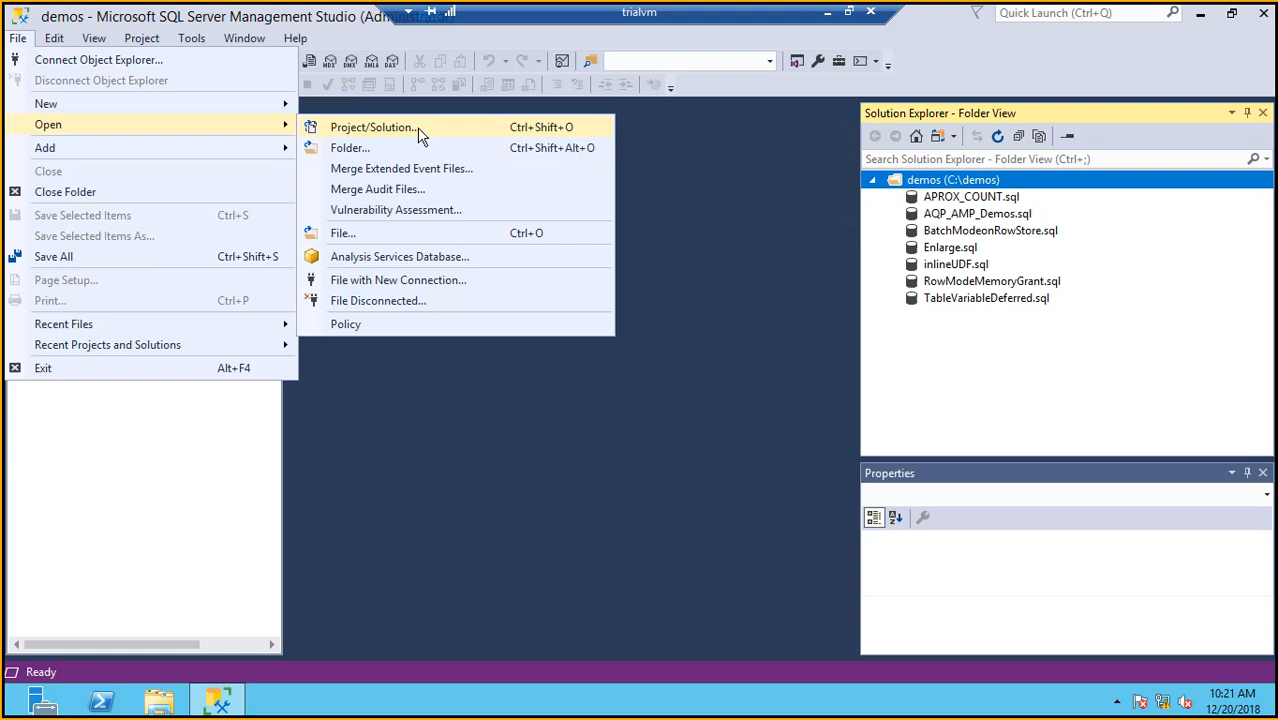 demos - Microsoft SQL Server Management Studio (Adm
trialvm
Quick Launch (Ctrl+Q)
File Edit View Project Tools Window Help
Connect Object Explorer...
Disconnect Object Explorer
New
Open
Add
Close
Close Folder
Save Selected Items Ctrl+S
Save Selected Items As...
Save All Ctrl+Shift+S
Page Setup...
Print... Ctrl+P
Recent Files
Recent Projects and Solutions
Exit Alt+F4
Project/Solution... Ctrl+Shift+O
Folder... Ctrl+Shift+Alt+O
Merge Extended Event Files...
Merge Audit Files...
Vulnerability Assessment...
File... Ctrl+O
Analysis Services Database...
File with New Connection...
File Disconnected...
Policy
Solution Explorer - Folder View
Search Solution Explorer - Folder View (Ctrl+;)
demos (C:\demos)
APROX_COUNT.sql
AQP_AMP_Demos.sql
BatchModeonRowStore.sql
Enlarge.sql
inlineUDF.sql
RowModeMemoryGrant.sql
TableVariableDeferred.sql
Properties
Ready
10:21 AM
12/20/2018